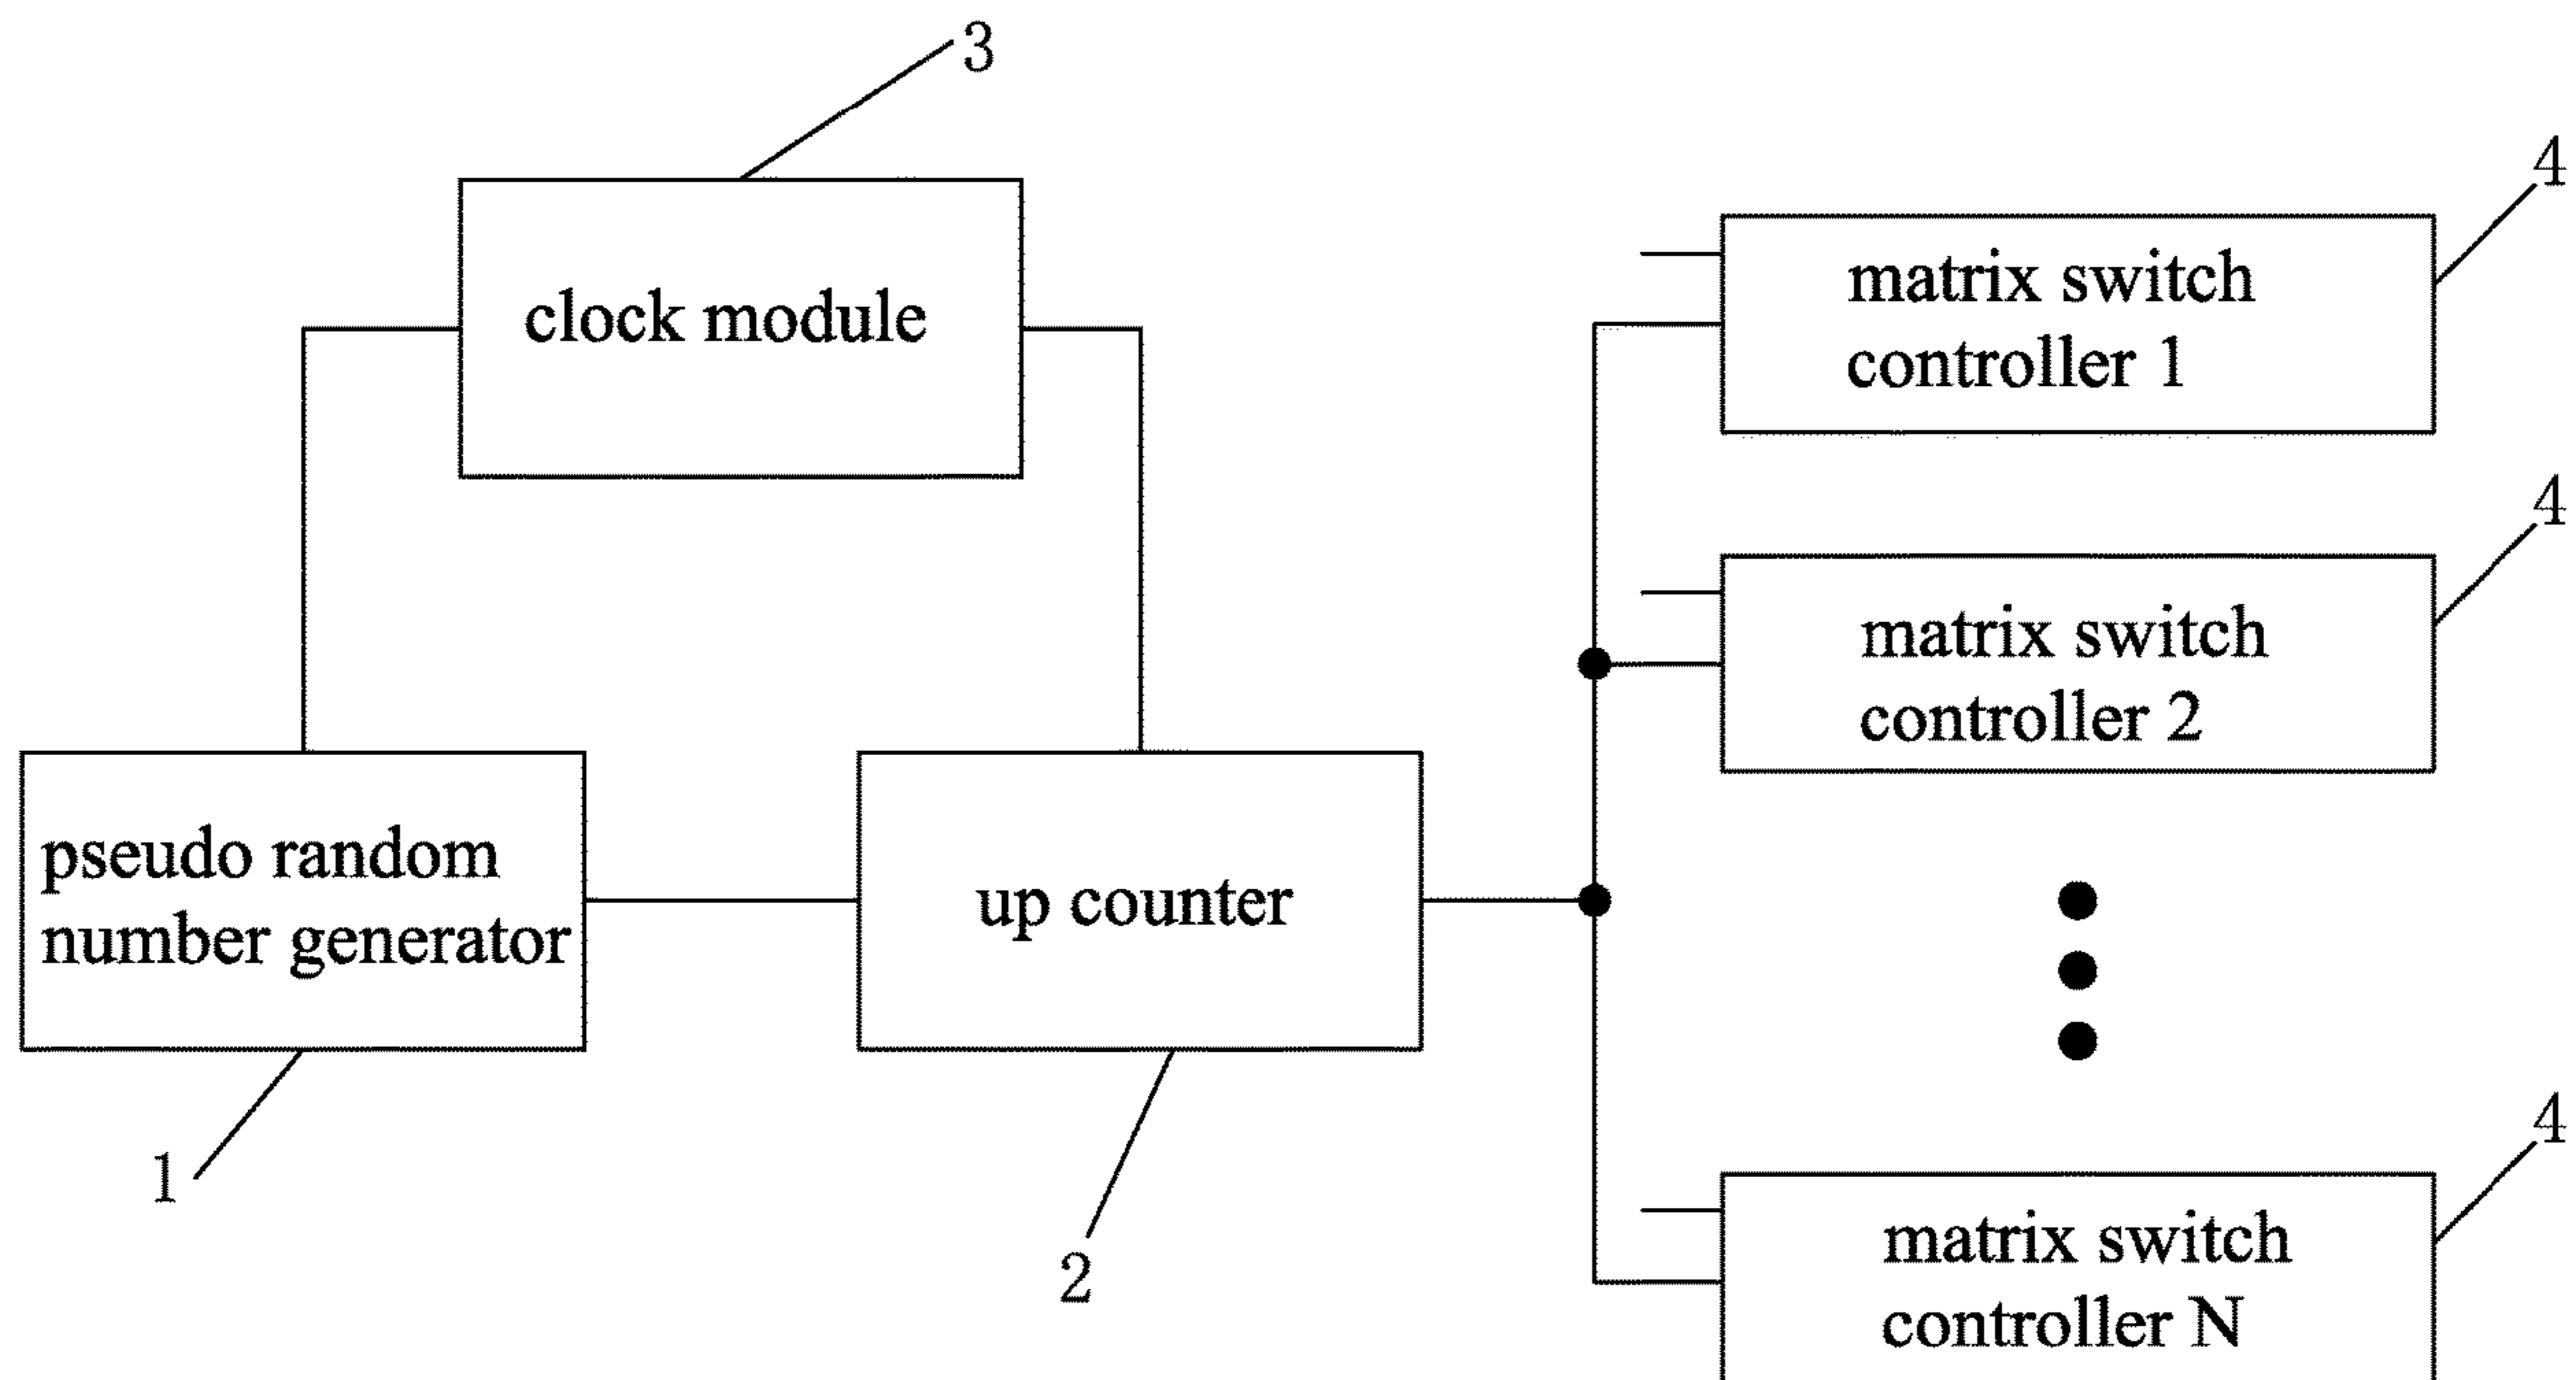 3
clock module
4
matrix switch
controller 1
4
matrix switch
controller 2
pseudo random
number generator
up counter
1
2
4
matrix switch
controller N